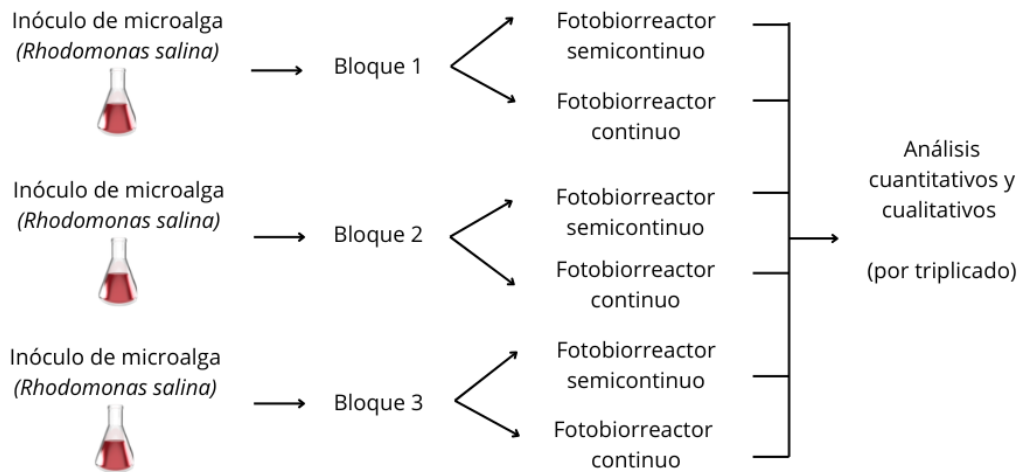 Inóculo de microalga
(Rhodomonas salina)
Bloque 1
Fotobiorreactor
semicontinuo
Fotobiorreactor
continuo
Inóculo de microalga
(Rhodomonas salina)
Bloque 2
Fotobiorreactor
semicontinuo
Fotobiorreactor
continuo
Inóculo de microalga
(Rhodomonas salina)
Bloque 3
Fotobiorreactor
semicontinuo
Fotobiorreactor
continuo
Análisis
cuantitativos y
cualitativos
(por triplicado)